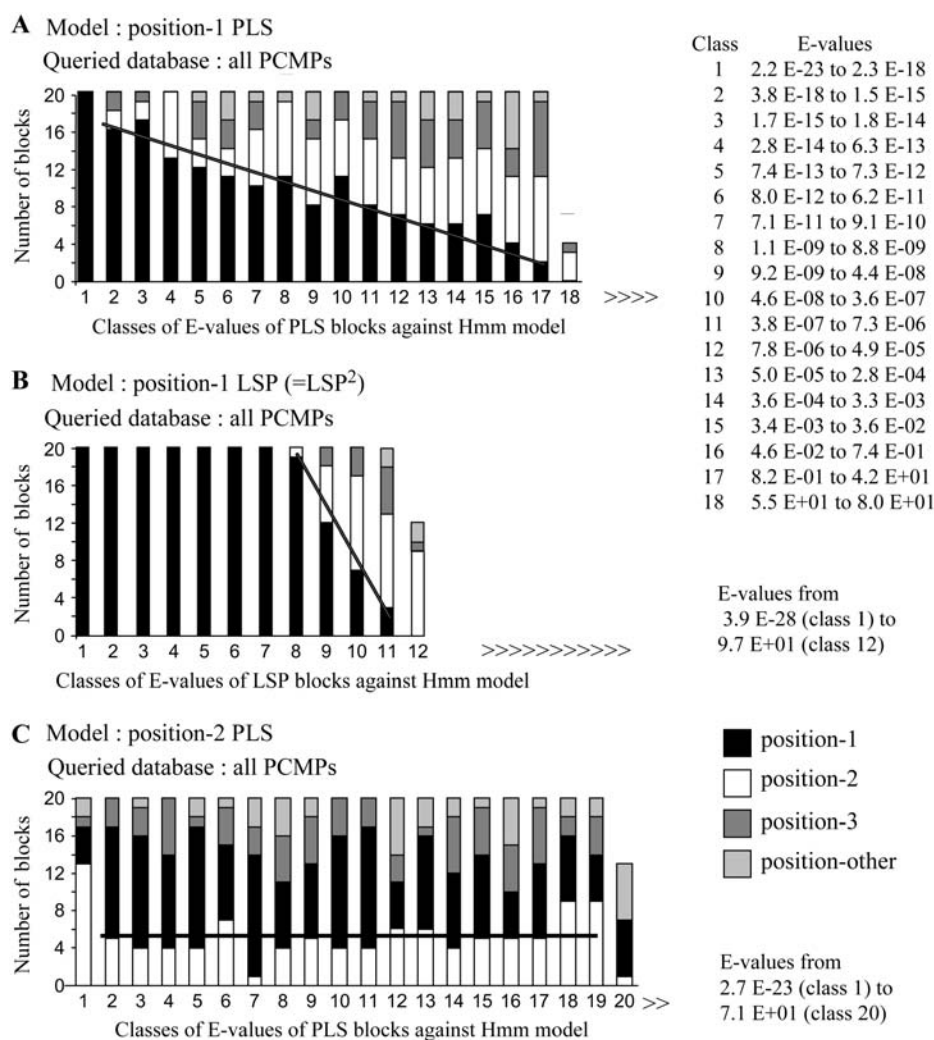 A Model : position-1 PLS
Queried database : all PCMPs
Number of blocks
20
16
12
8
4
0
1 2 3 4 5 6 7 8 9 10 11 12 13 14 15 16 17 18 >>>>
Classes of E-values of PLS blocks against Hmm model
Class E-values
1 2.2 E-23 to 2.3 E-18
2 3.8 E-18 to 1.5 E-15
3 1.7 E-15 to 1.8 E-14
4 2.8 E-14 to 6.3 E-13
5 7.4 E-13 to 7.3 E-12
6 8.0 E-12 to 6.2 E-11
7 7.1 E-11 to 9.1 E-10
8 1.1 E-09 to 8.8 E-09
9 9.2 E-09 to 4.4 E-08
10 4.6 E-08 to 3.6 E-07
11 3.8 E-07 to 7.3 E-06
12 7.8 E-06 to 4.9 E-05
13 5.0 E-05 to 2.8 E-04
14 3.6 E-04 to 3.3 E-03
15 3.4 E-03 to 3.6 E-02
16 4.6 E-02 to 7.4 E-01
17 8.2 E-01 to 4.2 E+01
18 5.5 E+01 to 8.0 E+01
B Model : position-1 LSP (=LSP²)
Queried database : all PCMPs
Number of blocks
20
16
12
8
4
0
1 2 3 4 5 6 7 8 9 10 11 12 >>>>>>>>>>>
Classes of E-values of LSP blocks against Hmm model
E-values from
3.9 E-28 (class 1) to
9.7 E+01 (class 12)
C Model : position-2 PLS
Queried database : all PCMPs
Number of blocks
20
16
12
8
4
0
1 2 3 4 5 6 7 8 9 10 11 12 13 14 15 16 17 18 19 20 >>
Classes of E-values of PLS blocks against Hmm model
position-1
position-2
position-3
position-other
E-values from
2.7 E-23 (class 1) to
7.1 E+01 (class 20)